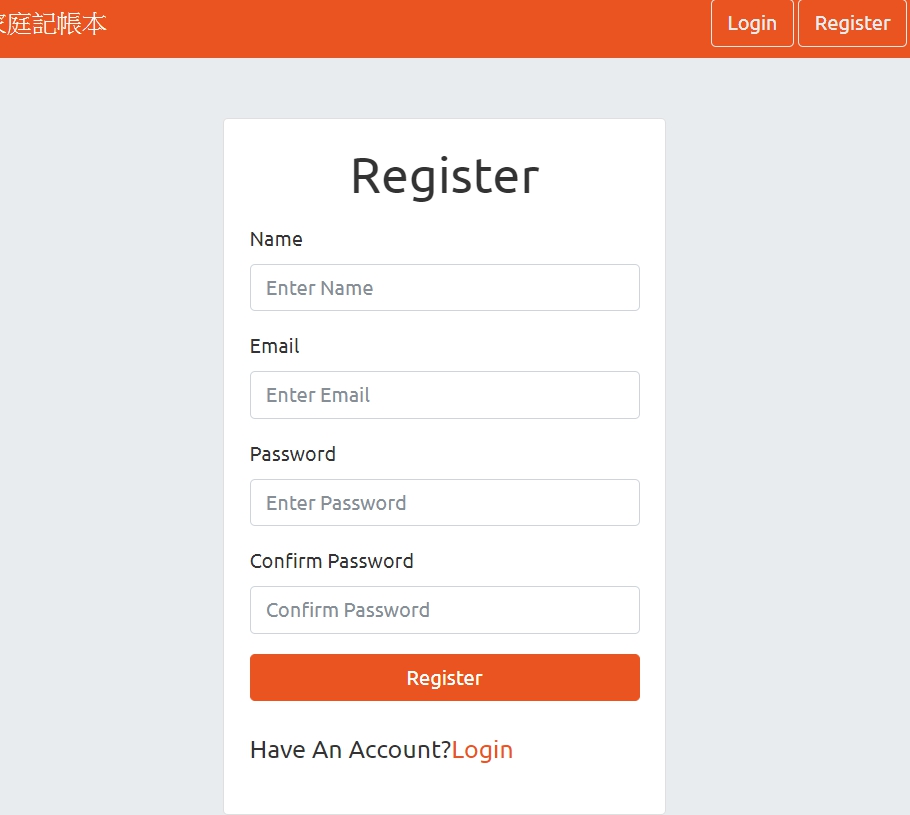 庭記帳本
Login
Register
Register
Name
Enter Name
Email
Enter Email
Password
Enter Password
Confirm Password
Confirm Password
Register
Have An Account?Login